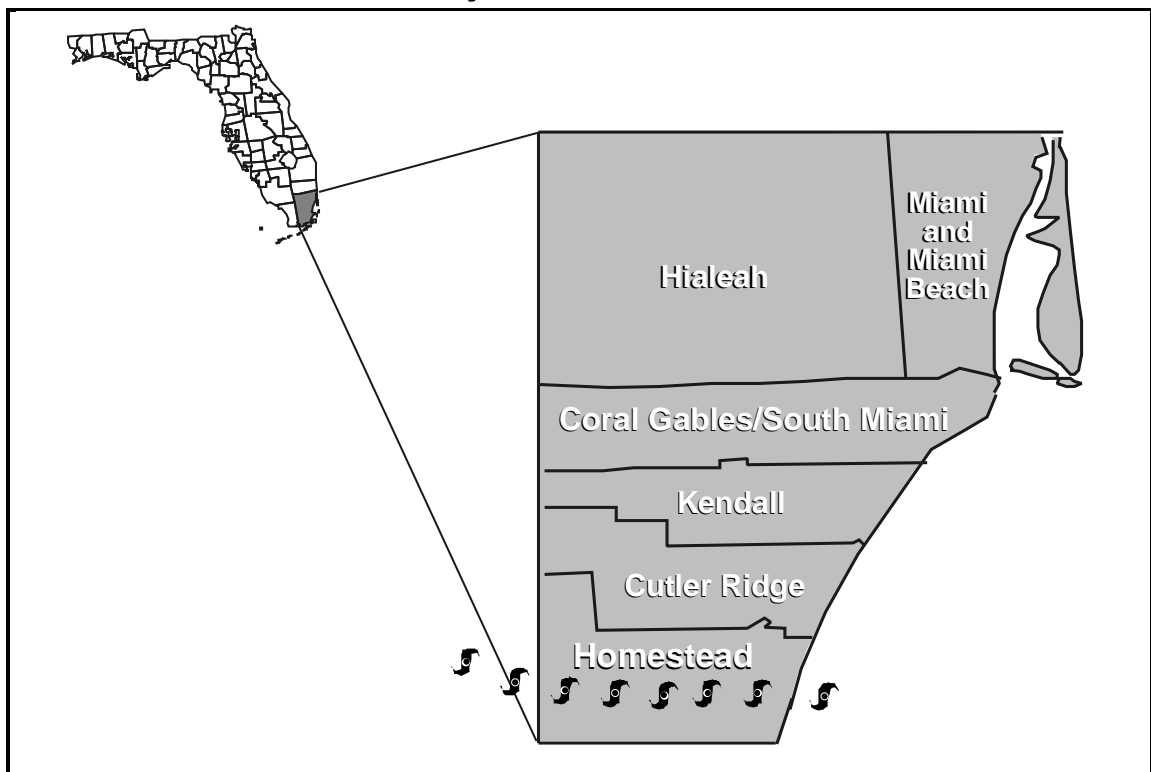 Miami
and
Miami
Beach
Hialeah
Coral Gables/South Miami
Kendall
Cutler Ridge
Homestead